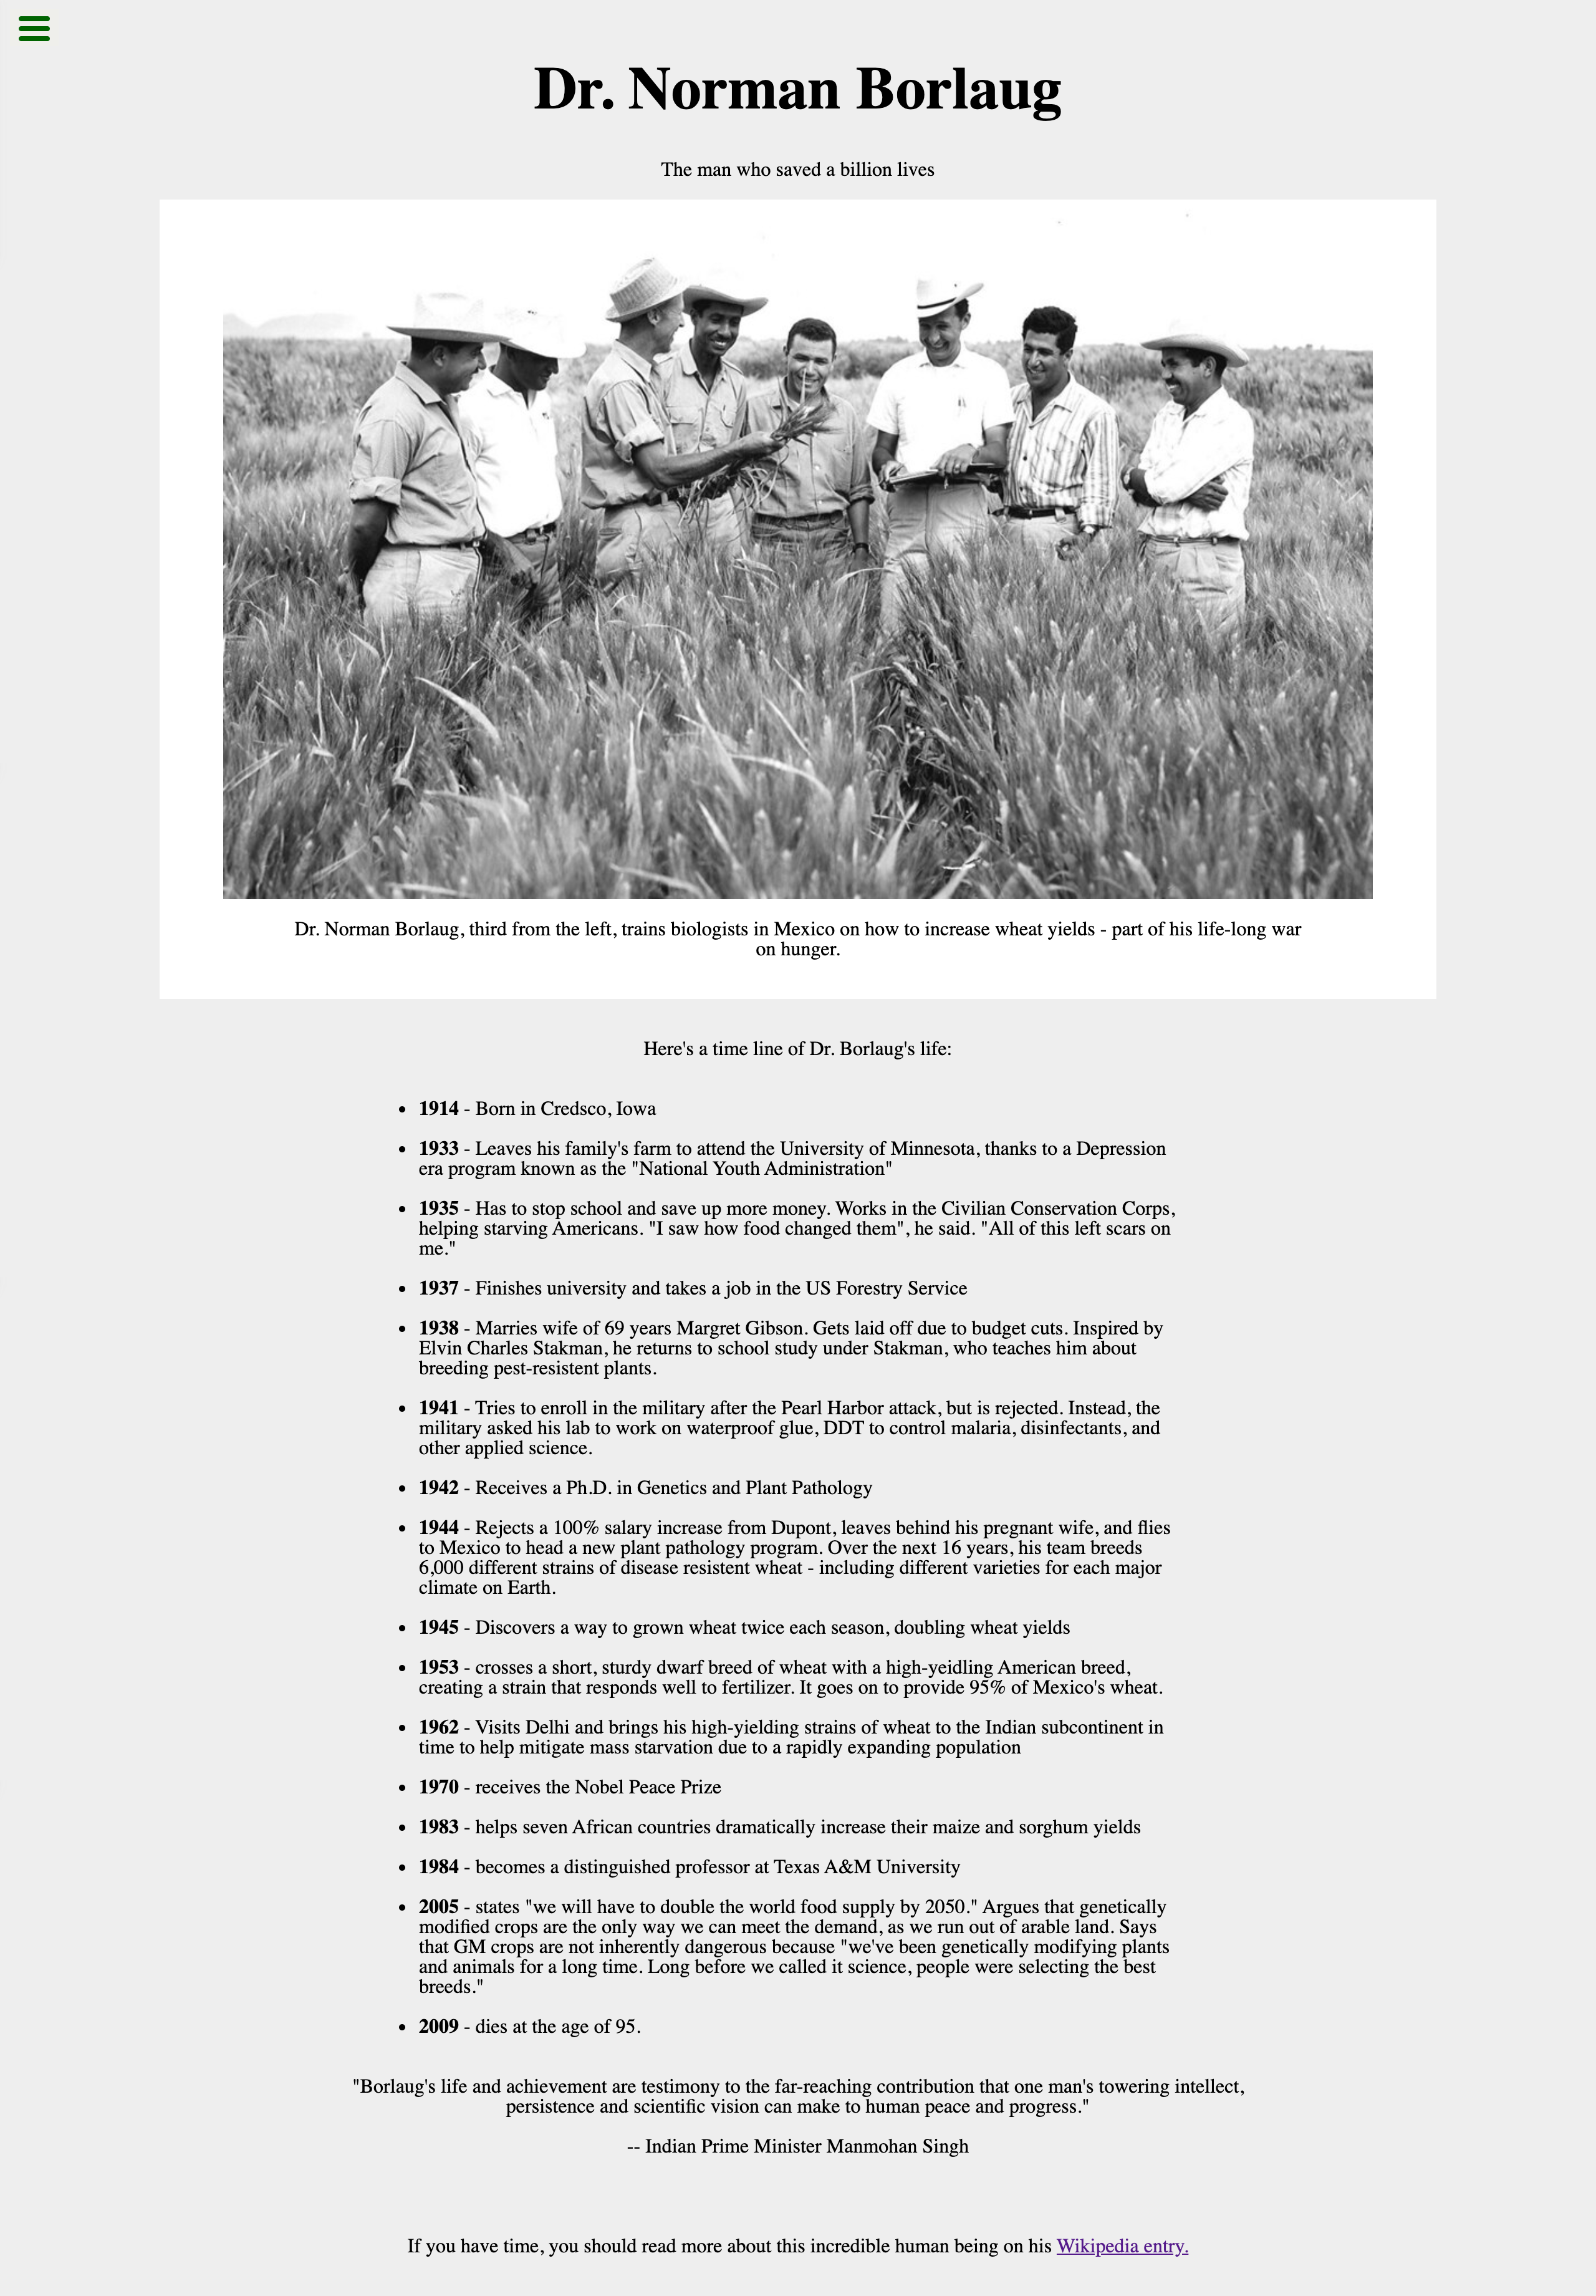 Dr. Norman Borlaug
The man who saved a billion lives
Dr. Norman Borlaug, third from the left, trains biologists in Mexico on how to increase wheat yields - part of his life-long war
on hunger.
Here's a time line of Dr. Borlaug's life:
• 1914 - Born in Credsco, Iowa
• 1933 - Leaves his family's farm to attend the University of Minnesota, thanks to a Depression
era program known as the "National Youth Administration"
• 1935 - Has to stop school and save up more money. Works in the Civilian Conservation Corps,
helping starving Americans. "I saw how food changed them", he said. "All of this left scars on
me."
• 1937 - Finishes university and takes a job in the US Forestry Service
• 1938 - Marries wife of 69 years Margret Gibson. Gets laid off due to budget cuts. Inspired by
Elvin Charles Stakman, he returns to school study under Stakman, who teaches him about
breeding pest-resistent plants.
• 1941 - Tries to enroll in the military after the Pearl Harbor attack, but is rejected. Instead, the
military asked his lab to work on waterproof glue, DDT to control malaria, disinfectants, and
other applied science.
• 1942 - Receives a Ph.D. in Genetics and Plant Pathology
• 1944 - Rejects a 100% salary increase from Dupont, leaves behind his pregnant wife, and flies
to Mexico to head a new plant pathology program. Over the next 16 years, his team breeds
6,000 different strains of disease resistent wheat - including different varieties for each major
climate on Earth.
• 1945 - Discovers a way to grown wheat twice each season, doubling wheat yields
• 1953 - crosses a short, sturdy dwarf breed of wheat with a high-yeidling American breed,
creating a strain that responds well to fertilizer. It goes on to provide 95% of Mexico's wheat.
• 1962 - Visits Delhi and brings his high-yielding strains of wheat to the Indian subcontinent in
time to help mitigate mass starvation due to a rapidly expanding population
• 1970 - receives the Nobel Peace Prize
• 1983 - helps seven African countries dramatically increase their maize and sorghum yields
• 1984 - becomes a distinguished professor at Texas A&M University
• 2005 - states "we will have to double the world food supply by 2050." Argues that genetically
modified crops are the only way we can meet the demand, as we run out of arable land. Says
that GM crops are not inherently dangerous because "we've been genetically modifying plants
and animals for a long time. Long before we called it science, people were selecting the best
breeds."
• 2009 - dies at the age of 95.
"Borlaug's life and achievement are testimony to the far-reaching contribution that one man's towering intellect,
persistence and scientific vision can make to human peace and progress."
-- Indian Prime Minister Manmohan Singh
If you have time, you should read more about this incredible human being on his Wikipedia entry.